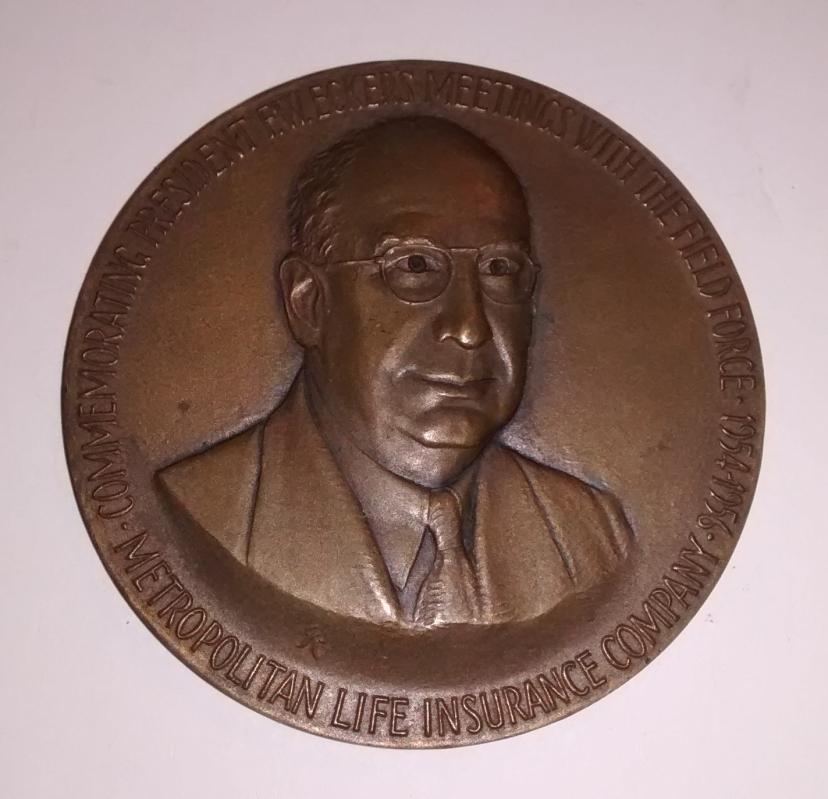 COMMEMORATING PRESIDENT F.W. ECKER'S MEETINGS WITH THE FIELD FORCE · 1954-1956 ·
METROPOLITAN LIFE INSURANCE COMPANY ·